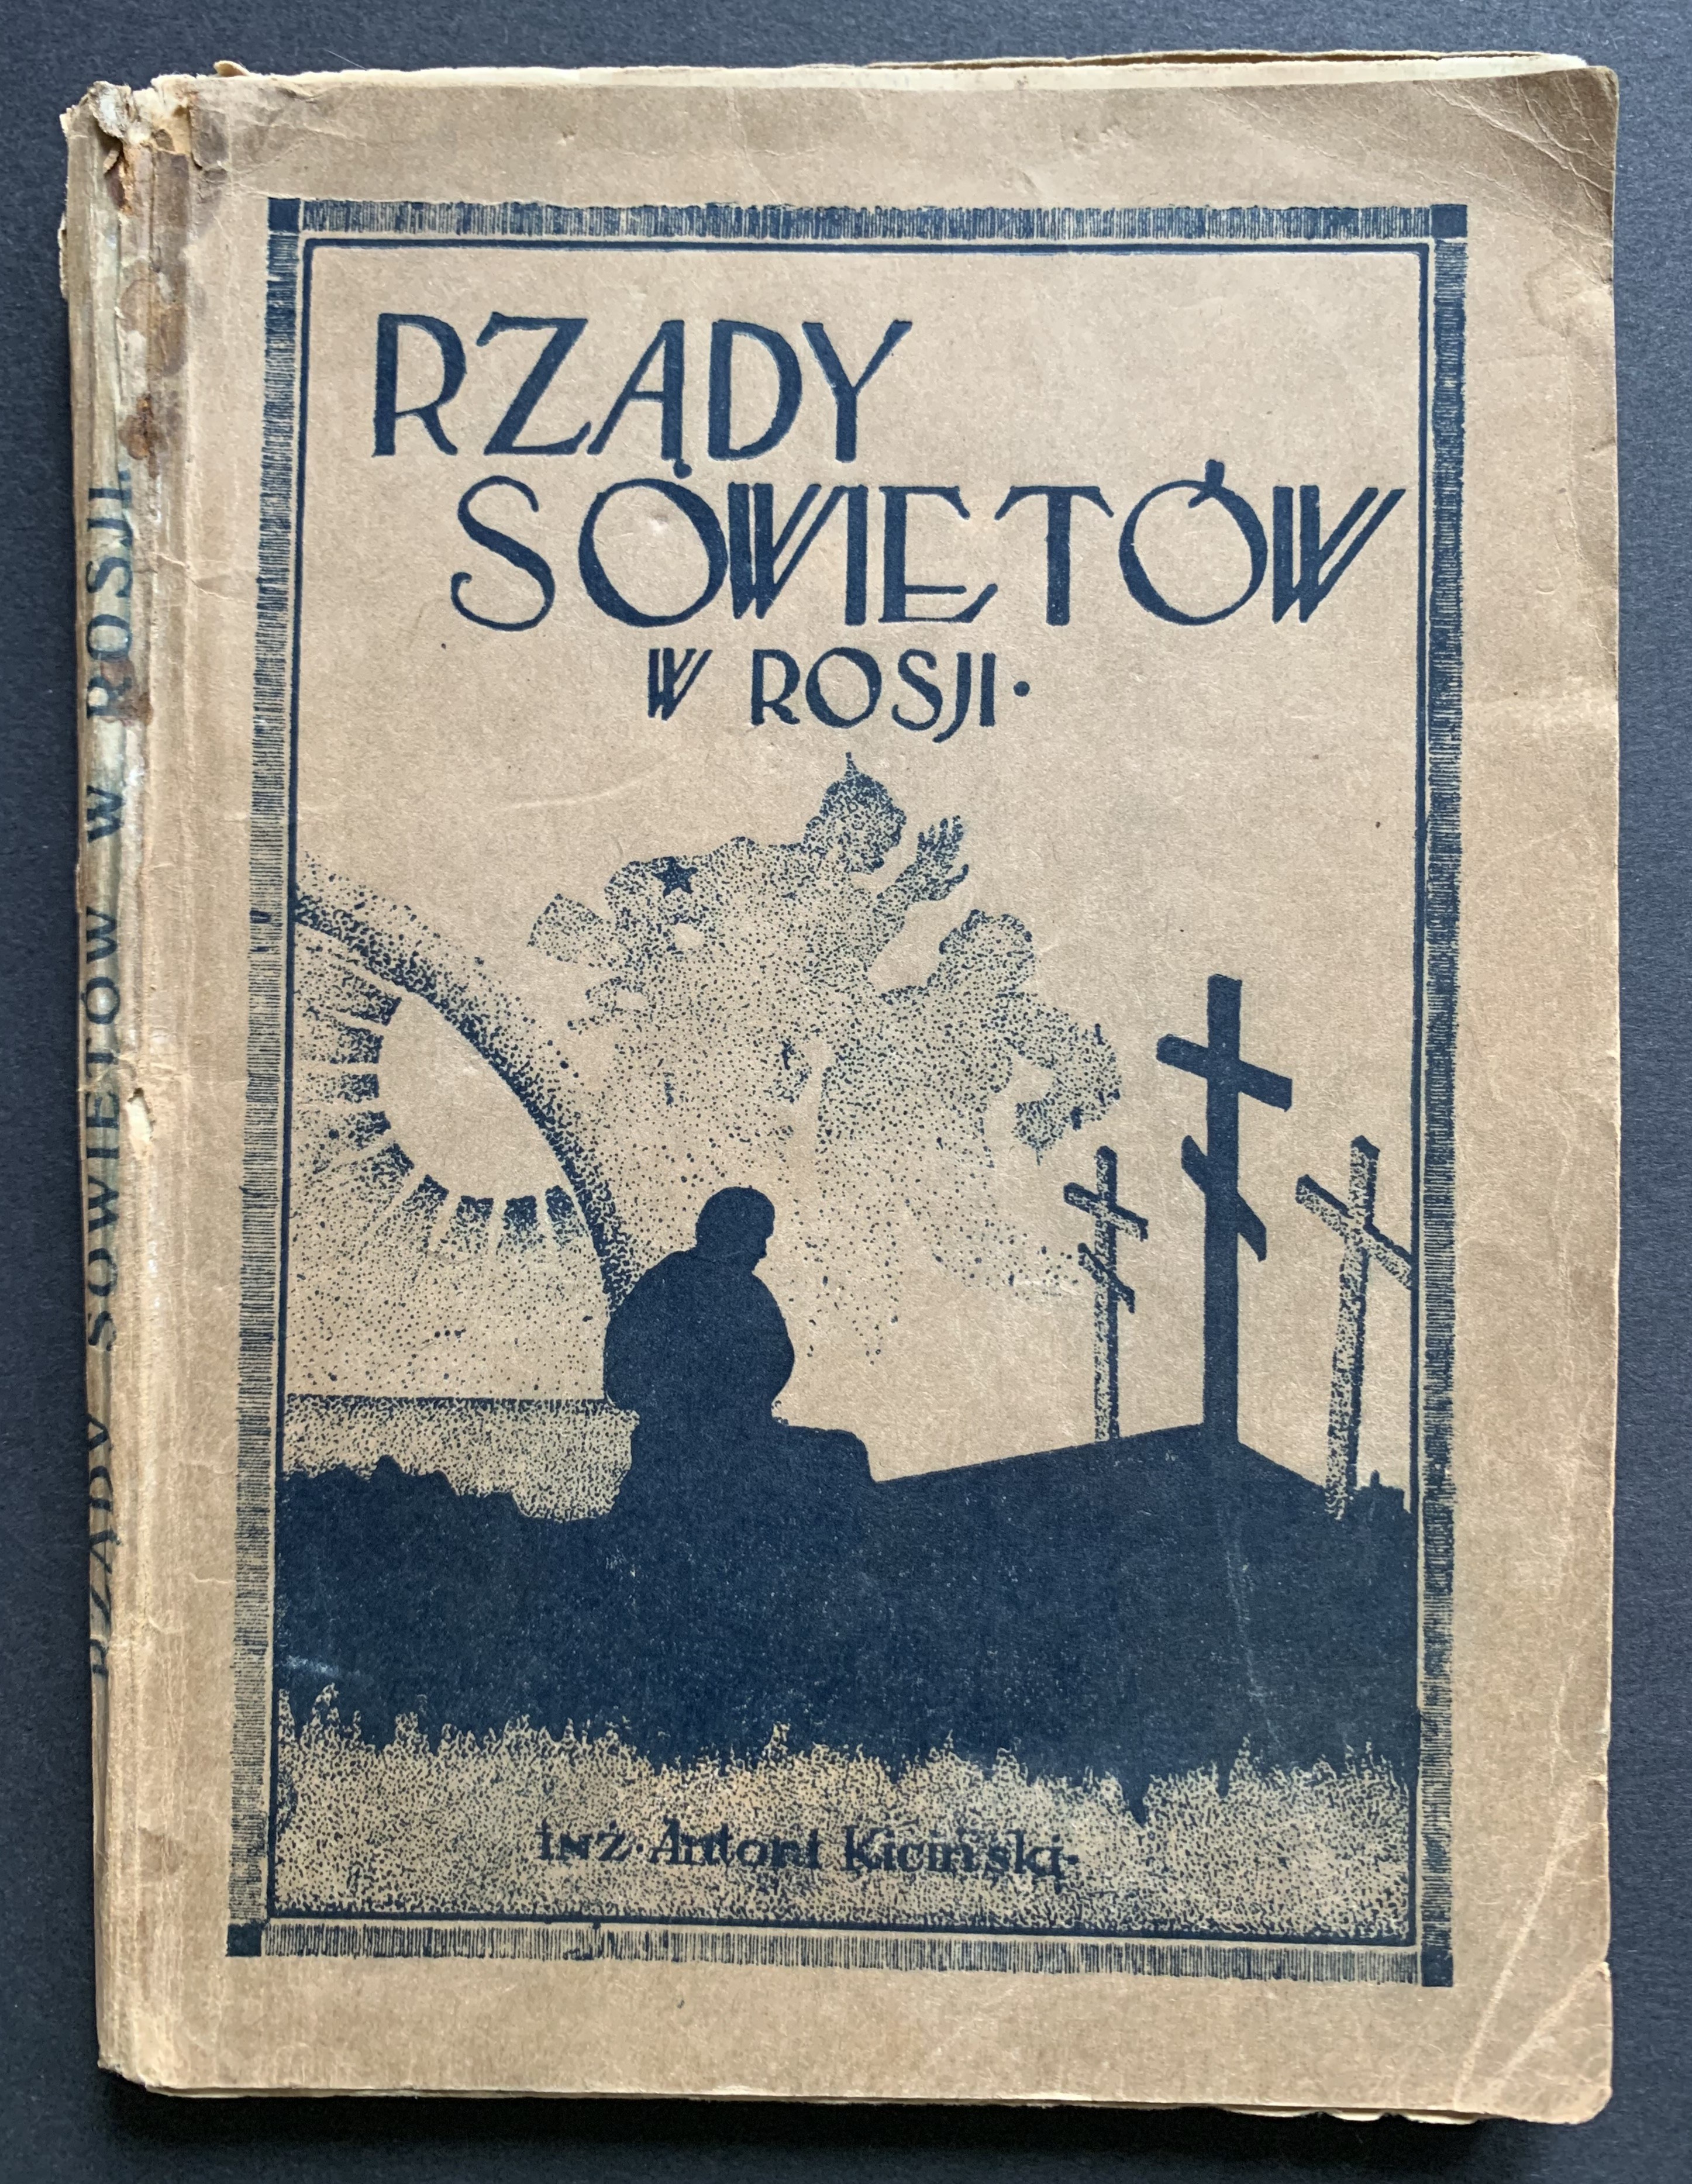 RZĄDY
SOWIETÓW
W ROSJI·
INŻ·Antoni Kiciński·
RZĄDY SOWIETÓW W ROSJI.